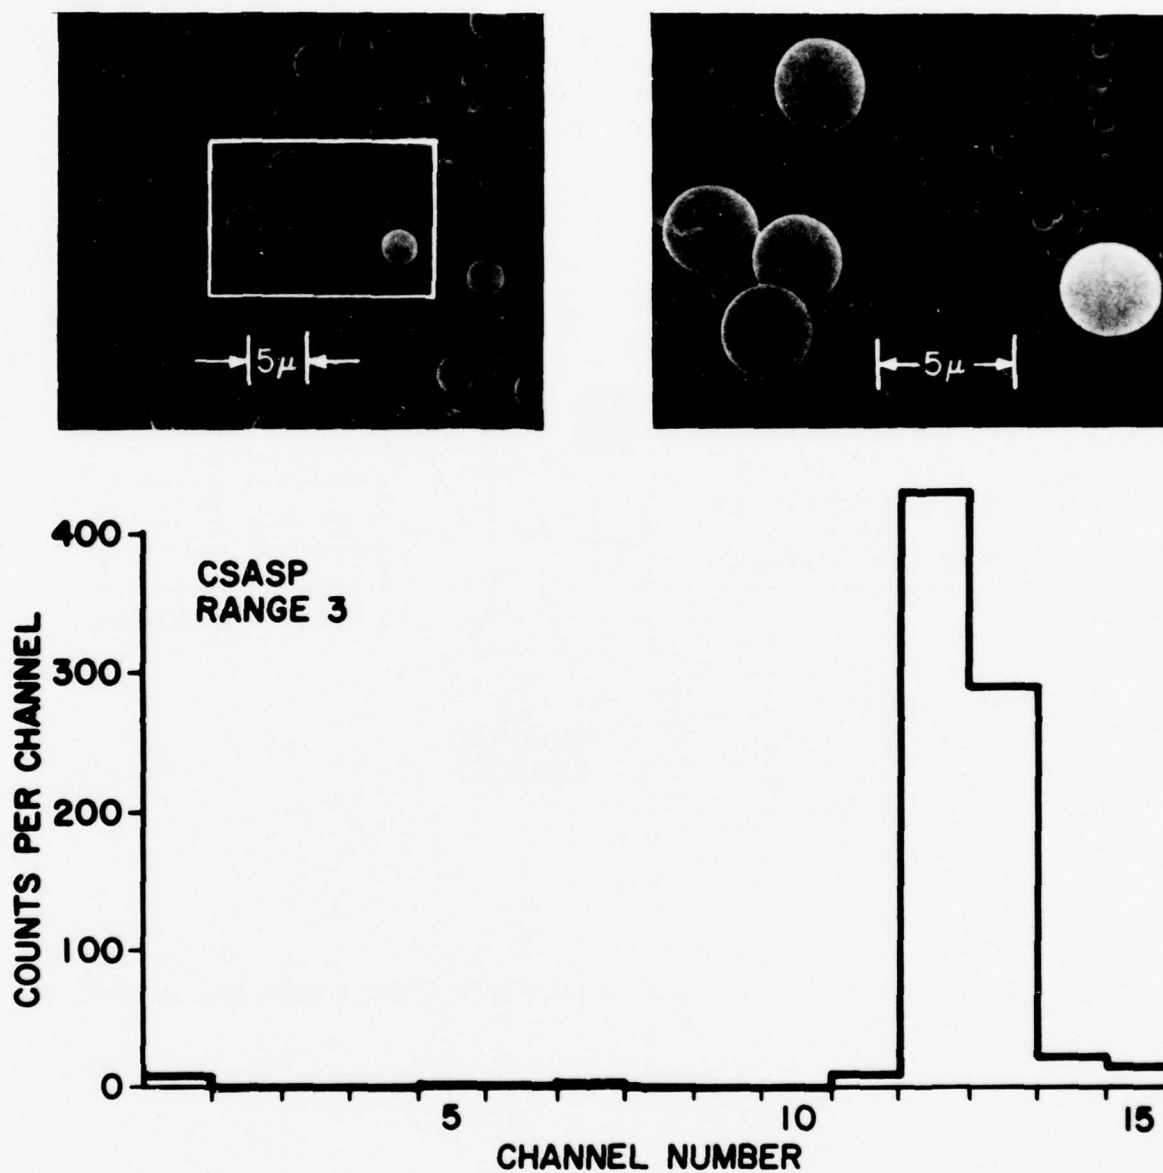 5μ
5μ
400
300
200
100
0
CSASP
RANGE 3
COUNTS PER CHANNEL
5
10
15
CHANNEL NUMBER